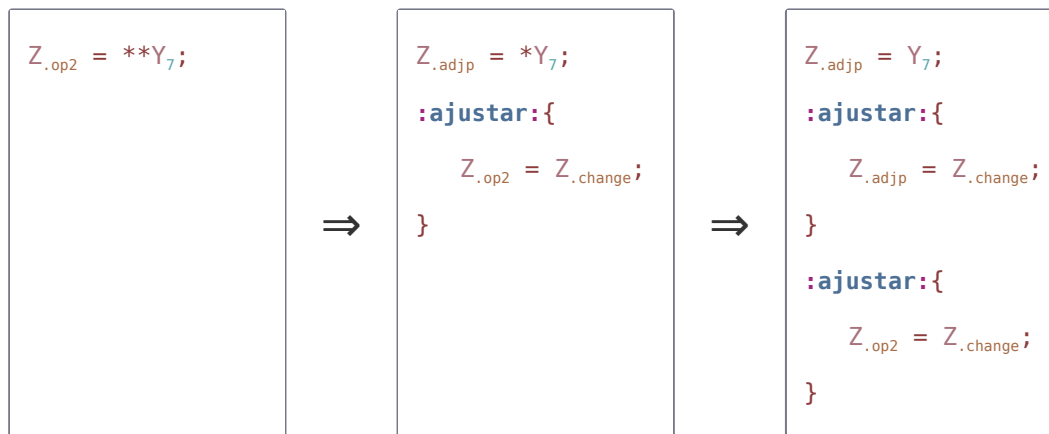 Z.op2 = **Y7;
⇒
Z.adjp = *Y7;
:ajustar:{
Z.op2 = Z.change;
}
⇒
Z.adjp = Y7;
:ajustar:{
Z.adjp = Z.change;
}
:ajustar:{
Z.op2 = Z.change;
}